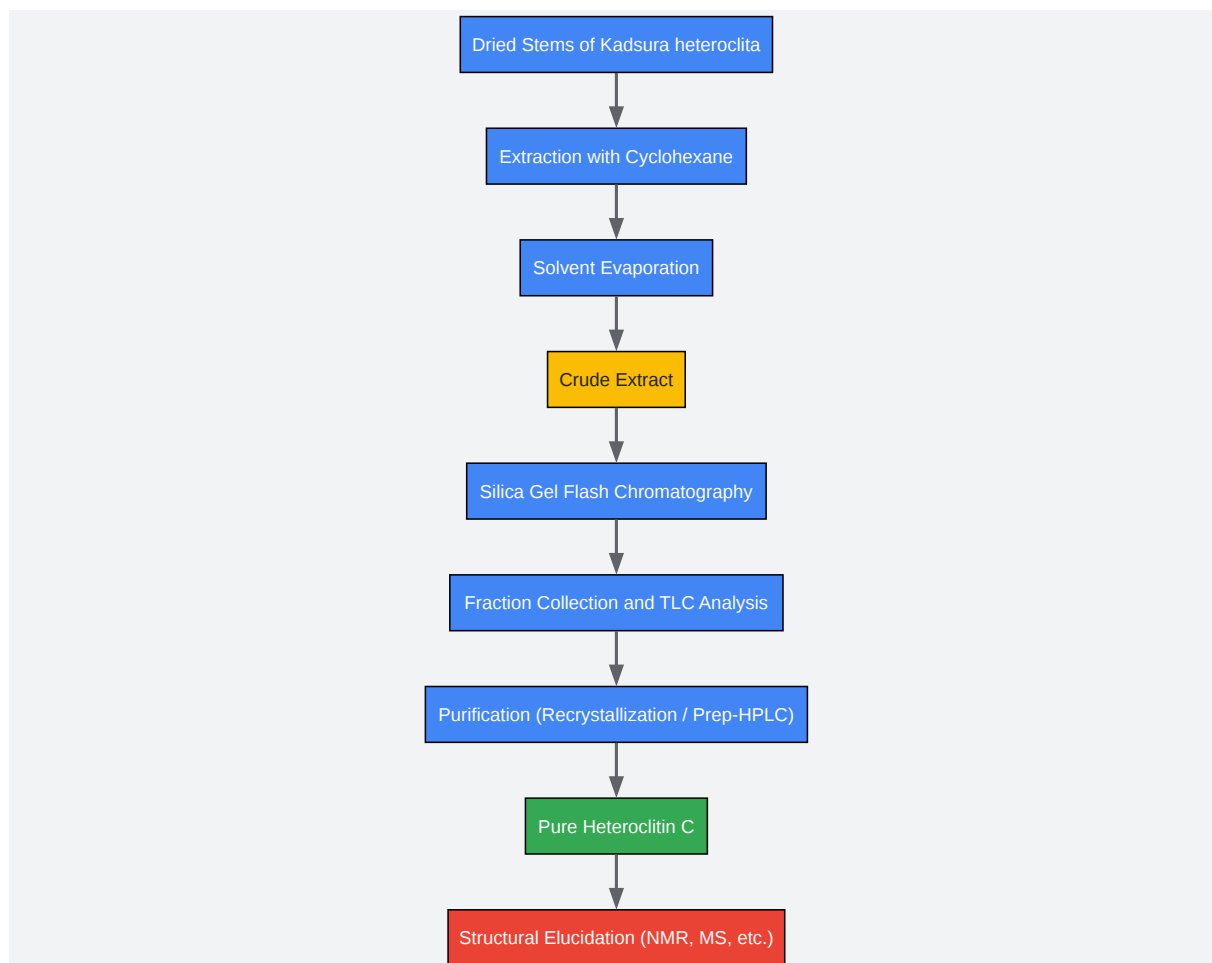 Dried Stems of Kadsura heteroclita
Extraction with Cyclohexane
Solvent Evaporation
Crude Extract
Silica Gel Flash Chromatography
Fraction Collection and TLC Analysis
Purification (Recrystallization / Prep-HPLC)
Pure Heteroclitin C
Structural Elucidation (NMR, MS, etc.)